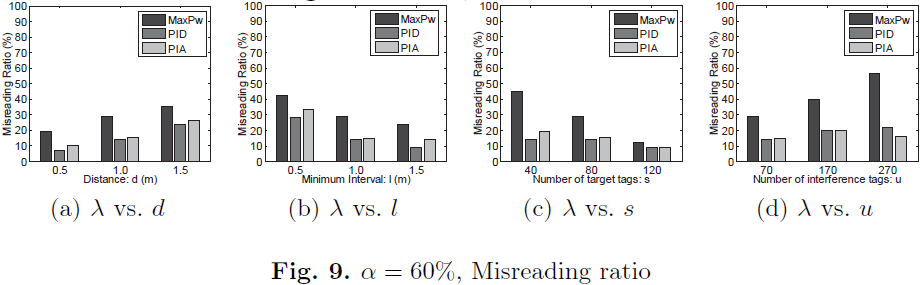 MaxPw
PID
PIA
Misreading Ratio (%)
100
90
80
70
60
50
40
30
20
10
0
0.5 1.0 1.5
Distance: d (m)
(a) λ vs. d
MaxPw
PID
PIA
Misreading Ratio (%)
100
90
80
70
60
50
40
30
20
10
0
0.5 1.0 1.5
Minimum Interval: l (m)
(b) λ vs. l
MaxPw
PID
PIA
Misreading Ratio (%)
100
90
80
70
60
50
40
30
20
10
0
40 80 120
Number of target tags: s
(c) λ vs. s
MaxPw
PID
PIA
Misreading Ratio (%)
100
90
80
70
60
50
40
30
20
10
0
70 170 270
Number of interference tags: u
(d) λ vs. u
Fig. 9. α = 60%, Misreading ratio